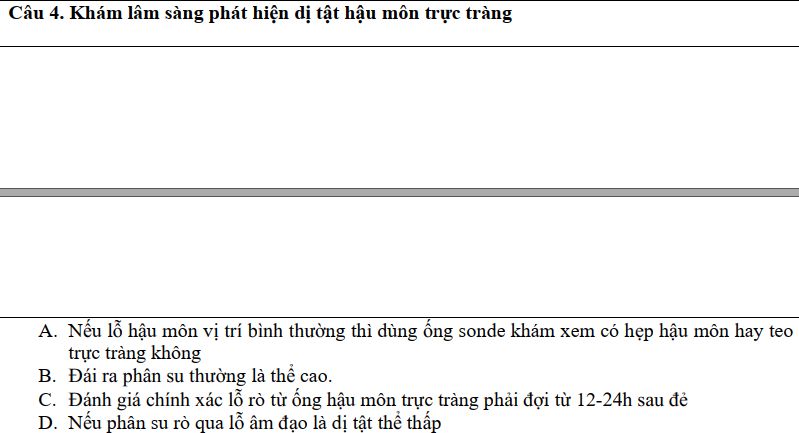 Câu 4. Khám lâm sàng phát hiện dị tật hậu môn trực tràng
A. Nếu lỗ hậu môn vị trí bình thường thì dùng ống sonde khám xem có hẹp hậu môn hay teo
trực tràng không
B. Đái ra phân su thường là thể cao.
C. Đánh giá chính xác lỗ rò từ ống hậu môn trực tràng phải đợi từ 12-24h sau đẻ
D. Nếu phân su rò qua lỗ âm đạo là dị tật thể thấp